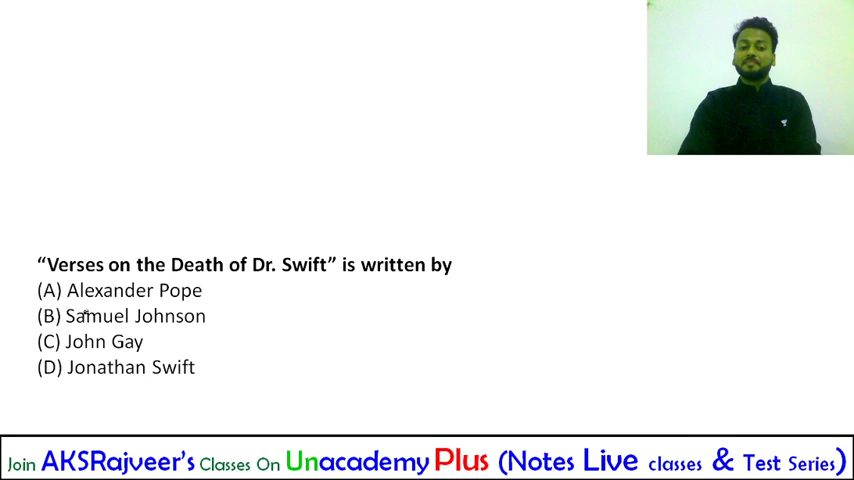 “Verses on the Death of Dr. Swift” is written by
(A) Alexander Pope
(B) Samuel Johnson
(C) John Gay
(D) Jonathan Swift
Join AKSRajveer’s Classes On Unacademy Plus (Notes Live classes & Test Series)